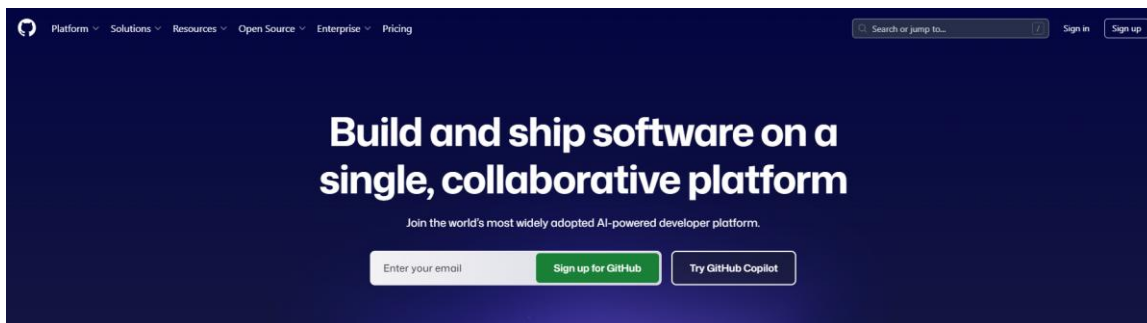 Platform Solutions Resources Open Source Enterprise Pricing Search or jump to... / Sign in Sign up
Build and ship software on a
single, collaborative platform
Join the world's most widely adopted AI-powered developer platform.
Enter your email Sign up for GitHub Try GitHub Copilot